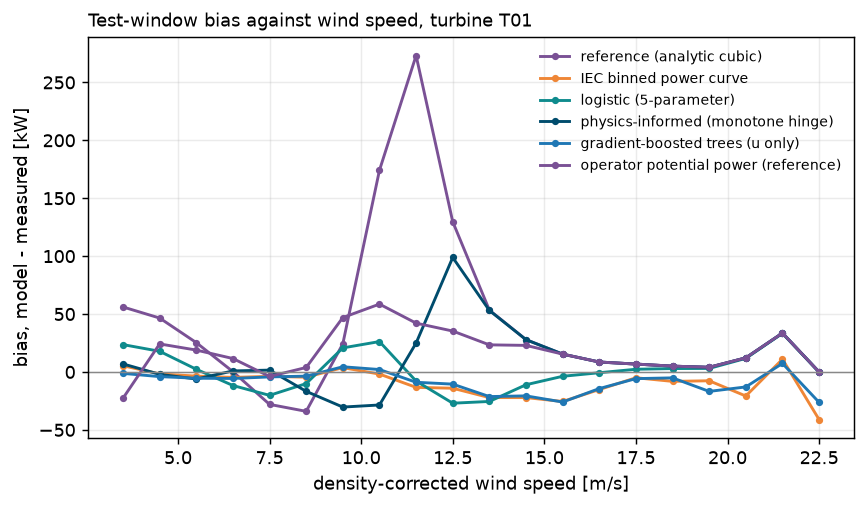 Test-window bias against wind speed, turbine T01
reference (analytic cubic)
IEC binned power curve
logistic (5-parameter)
physics-informed (monotone hinge)
gradient-boosted trees (u only)
operator potential power (reference)
bias, model - measured [kW]
250
200
150
100
50
0
−50
5.0
7.5
10.0
12.5
15.0
17.5
20.0
22.5
density-corrected wind speed [m/s]